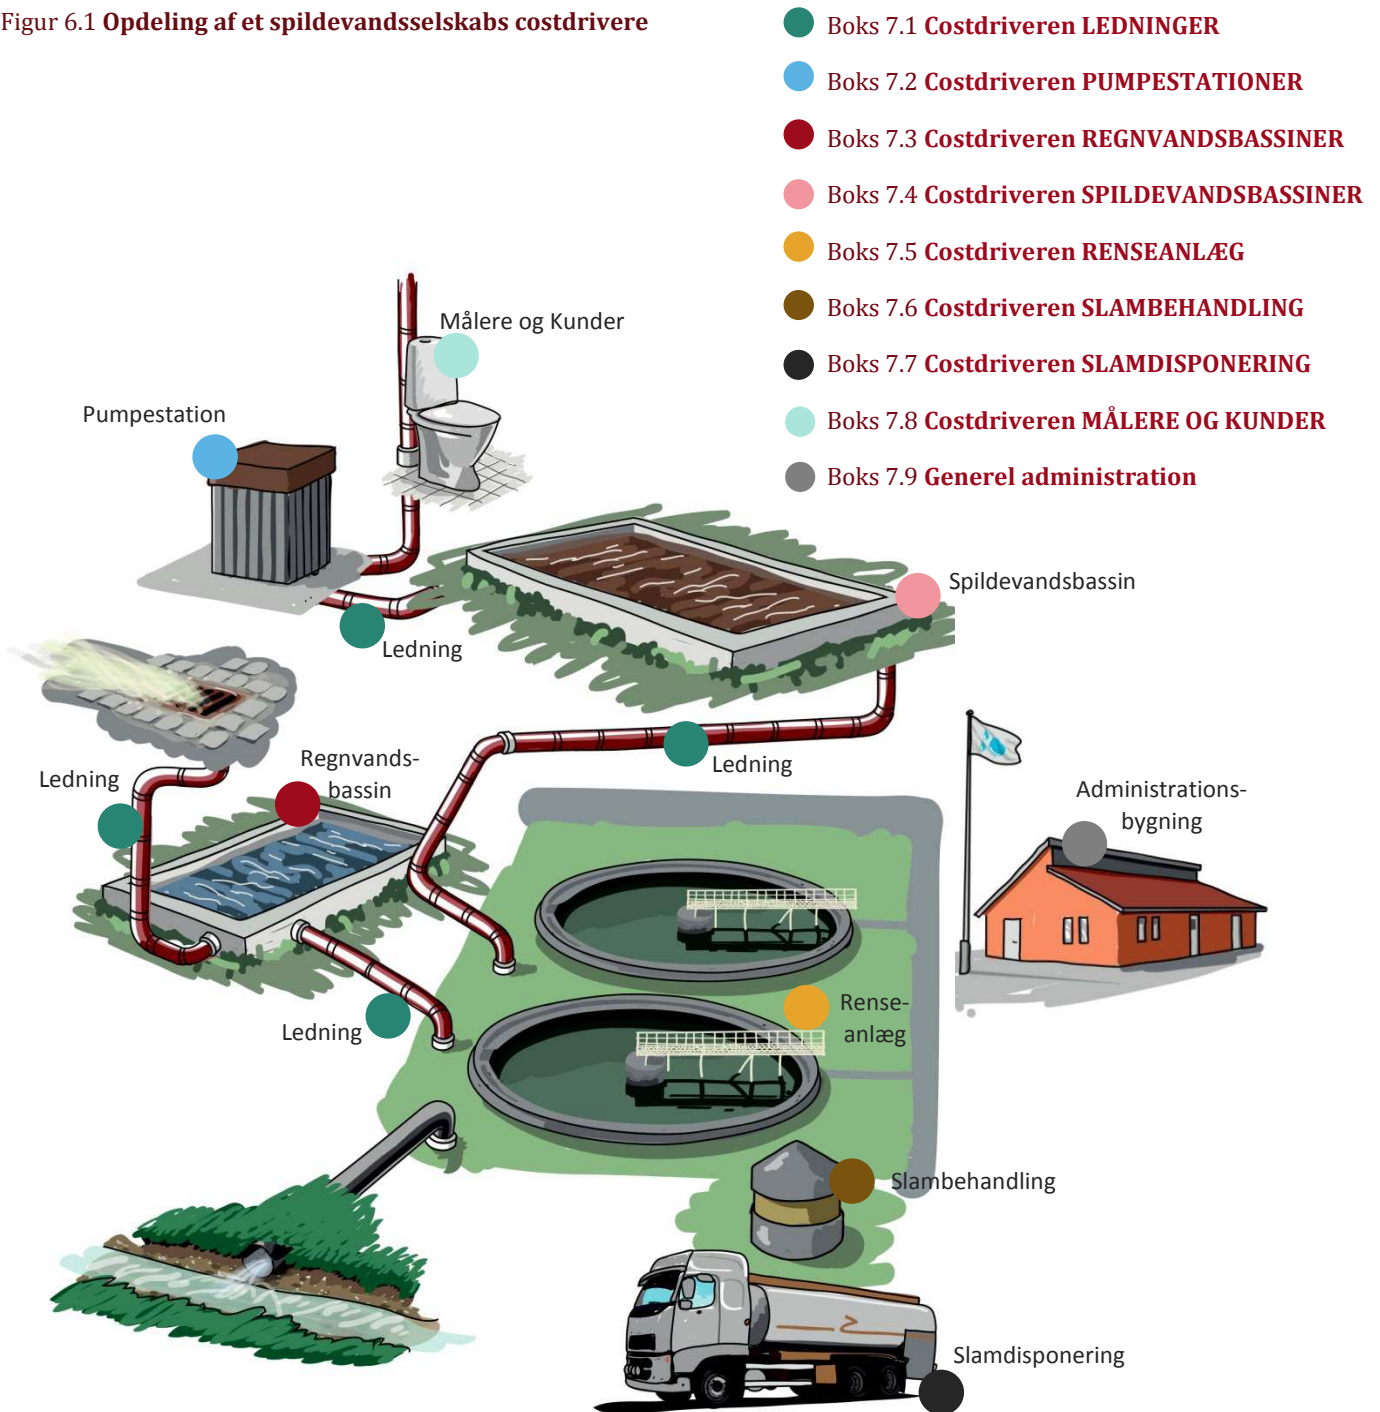 Figur 6.1 Opdeling af et spildevandsselskabs costdrivere
Boks 7.1 Costdriveren LEDNINGER
Boks 7.2 Costdriveren PUMPESTATIONER
Boks 7.3 Costdriveren REGNVANDSBASSINER
Boks 7.4 Costdriveren SPILDEVANDSBASSINER
Boks 7.5 Costdriveren RENSEANLÆG
Boks 7.6 Costdriveren SLAMBEHANDLING
Boks 7.7 Costdriveren SLAMDISPONERING
Boks 7.8 Costdriveren MÅLERE OG KUNDER
Boks 7.9 Generel administration
Målere og Kunder
Pumpestation
Spildevandsbassin
Ledning
Ledning
Regnvands-
bassin
Ledning
Administrations-
bygning
Rense-
anlæg
Ledning
Slambehandling
Slamdisponering